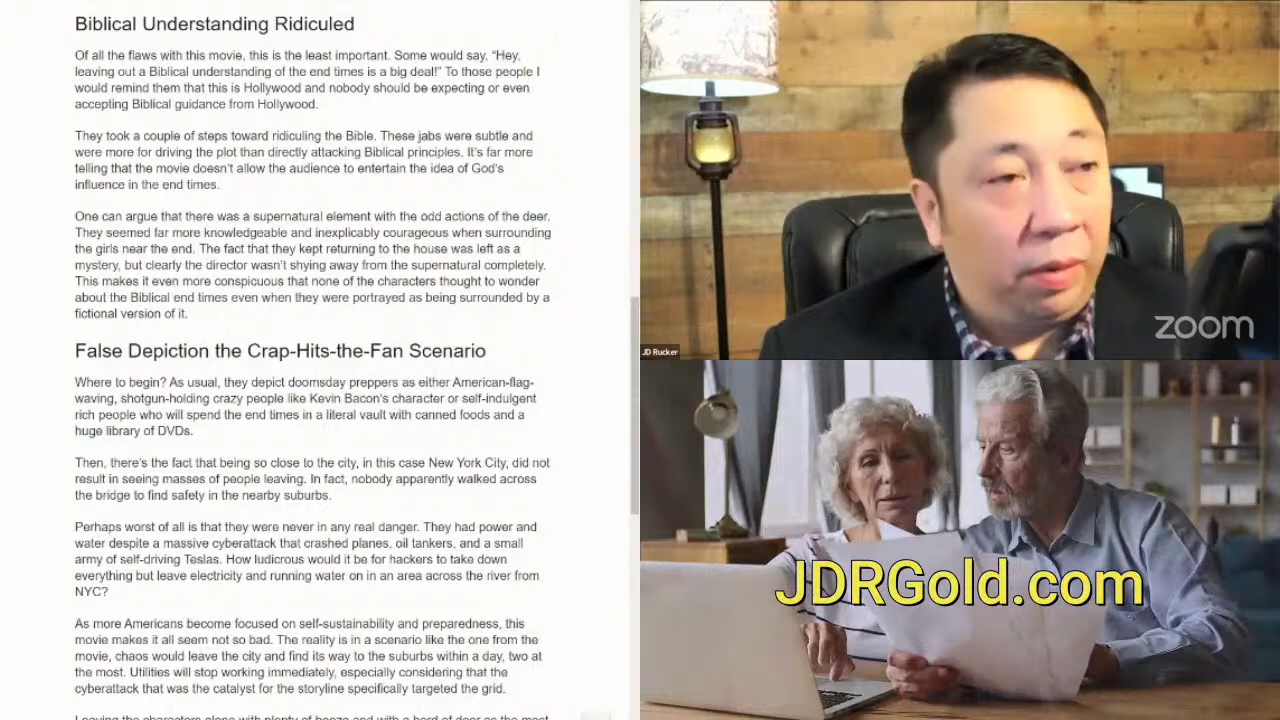 Biblical Understanding Ridiculed
Of all the flaws with this movie, this is the least important. Some would say, “Hey,
leaving out a Biblical understanding of the end times is a big deal!” To those people I
would remind them that this is Hollywood and nobody should be expecting or even
accepting Biblical guidance from Hollywood.
They took a couple of steps toward ridiculing the Bible. These jabs were subtle and
were more for driving the plot than directly attacking Biblical principles. It’s far more
telling that the movie doesn’t allow the audience to entertain the idea of God’s
influence in the end times.
One can argue that there was a supernatural element with the odd actions of the deer.
They seemed far more knowledgeable and inexplicably courageous when surrounding
the girls near the end. The fact that they kept returning to the house was left as a
mystery, but clearly the director wasn’t shying away from the supernatural completely.
This makes it even more conspicuous that none of the characters thought to wonder
about the Biblical end times even when they were portrayed as being surrounded by a
fictional version of it.
False Depiction the Crap-Hits-the-Fan Scenario
Where to begin? As usual, they depict doomsday preppers as either American-flag-
waving, shotgun-holding crazy people like Kevin Bacon’s character or self-indulgent
rich people who will spend the end times in a literal vault with canned foods and a
huge library of DVDs.
Then, there’s the fact that being so close to the city, in this case New York City, did not
result in seeing masses of people leaving. In fact, nobody apparently walked across
the bridge to find safety in the nearby suburbs.
Perhaps worst of all is that they were never in any real danger. They had power and
water despite a massive cyberattack that crashed planes, oil tankers, and a small
army of self-driving Teslas. How ludicrous would it be for hackers to take down
everything but leave electricity and running water on in an area across the river from
NYC?
As more Americans become focused on self-sustainability and preparedness, this
movie makes it all seem not so bad. The reality is in a scenario like the one from the
movie, chaos would leave the city and find its way to the suburbs within a day, two at
the most. Utilities will stop working immediately, especially considering that the
cyberattack that was the catalyst for the storyline specifically targeted the grid.
Leaving the characters alone with plenty of booze and with a herd of deer as the most
zoom
JD Rucker
JDRGold.com